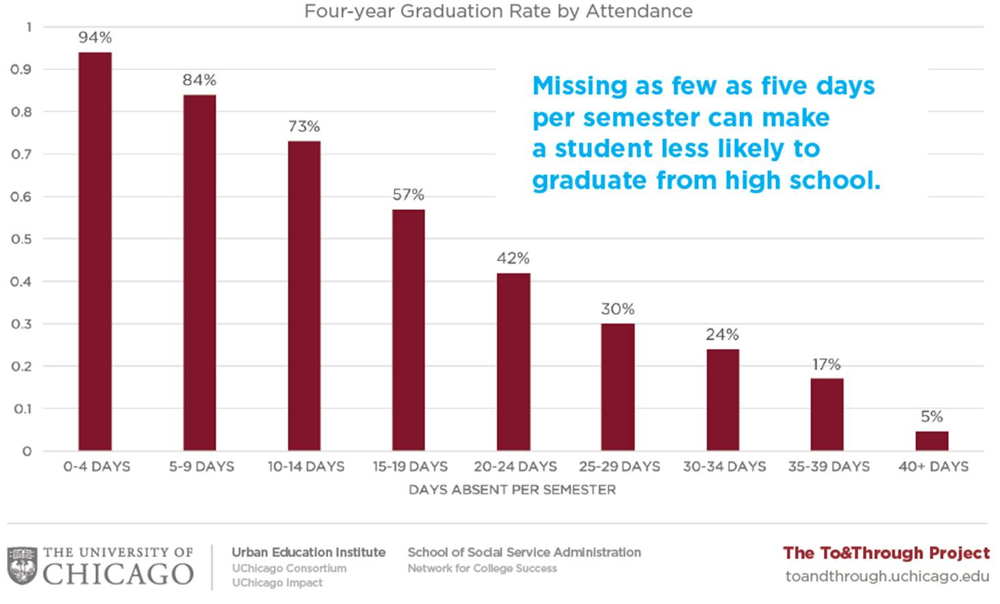 Four-year Graduation Rate by Attendance
1
0.9
0.8
0.7
0.6
0.5
0.4
0.3
0.2
0.1
0
94%
84%
73%
57%
42%
30%
24%
17%
5%
Missing as few as five days
per semester can make
a student less likely to
graduate from high school.
0-4 DAYS
5-9 DAYS
10-14 DAYS
15-19 DAYS
20-24 DAYS
25-29 DAYS
30-34 DAYS
35-39 DAYS
40+ DAYS
DAYS ABSENT PER SEMESTER
THE UNIVERSITY OF
CHICAGO
Urban Education Institute
UChicago Consortium
UChicago Impact
School of Social Service Administration
Network for College Success
The To&Through Project
toandthrough.uchicago.edu